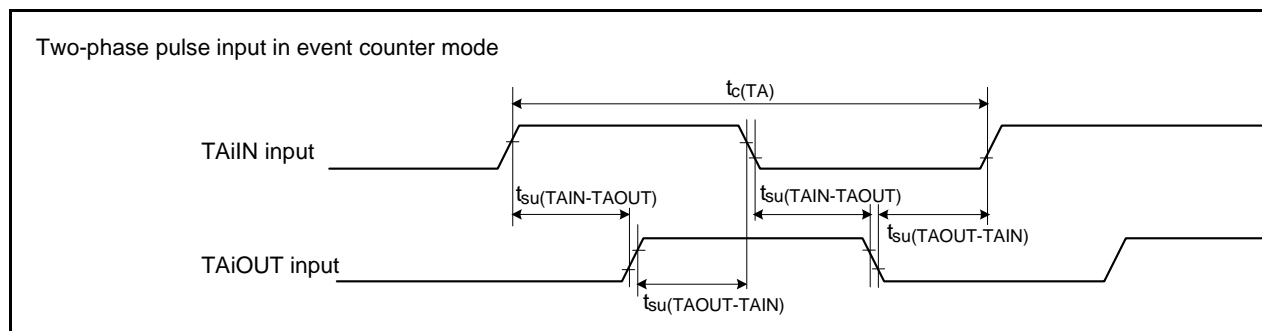 Two-phase pulse input in event counter mode
tc(TA)
TAiIN input
tsu(TAIN-TAOUT)
tsu(TAIN-TAOUT)
tsu(TAOUT-TAIN)
TAiOUT input
tsu(TAOUT-TAIN)